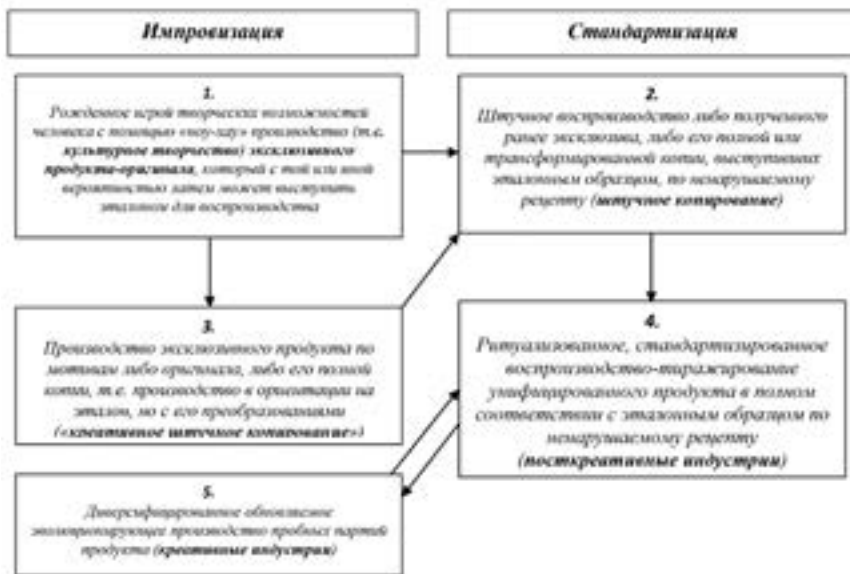 Импровизация
Стандартизация
1.
Рожденное игрой творческих возможностей
человека с помощью «ноу-хау» производство (т.е.
культурное творчество) эксклюзивного
продукта-оригинала, который с той или иной
вероятностью затем может выступить
эталоном для воспроизводства
2.
Штучное воспроизводство либо полученного
ранее эксклюзива, либо его полной или
трансформированной копии, выступивших
эталонным образцом, по ненарушаемому
рецепту (штучное копирование)
3.
Производство эксклюзивного продукта по
мотивам либо оригинала, либо его полной
копии, т.е. производство в ориентации на
эталон, но с его преобразованиями
(«креативное штучное копирование»)
4.
Ритуализованное, стандартизированное
воспроизводство-тиражирование
унифицированного продукта в полном
соответствии с эталонным образцом по
ненарушаемому рецепту
(посткреативные индустрии)
5.
Диверсифицированное обновляемое
эволюционирующее производство пробных партий
продукта (креативные индустрии)